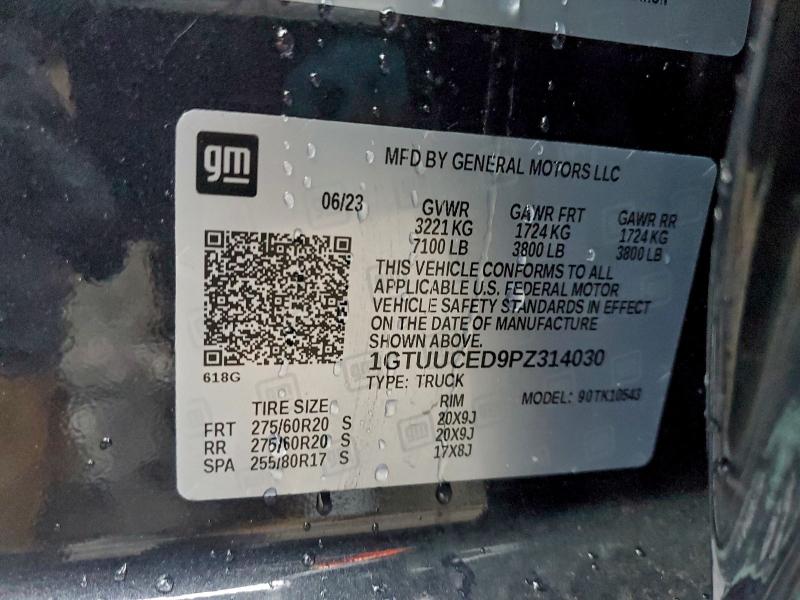 gm
MFD BY GENERAL MOTORS LLC
06/23
GVWR GAWR FRT GAWR RR
3221 KG 1724 KG 1724 KG
7100 LB 3800 LB 3800 LB
THIS VEHICLE CONFORMS TO ALL
APPLICABLE U.S. FEDERAL MOTOR
VEHICLE SAFETY STANDARDS IN EFFECT
ON THE DATE OF MANUFACTURE
SHOWN ABOVE.
1GTUUCED9PZ314030
618G
TYPE: TRUCK
MODEL: 90TK10543
TIRE SIZE RIM
FRT 275/60R20 S 20X9J
RR 275/60R20 S 20X9J
SPA 255/80R17 S 17X8J